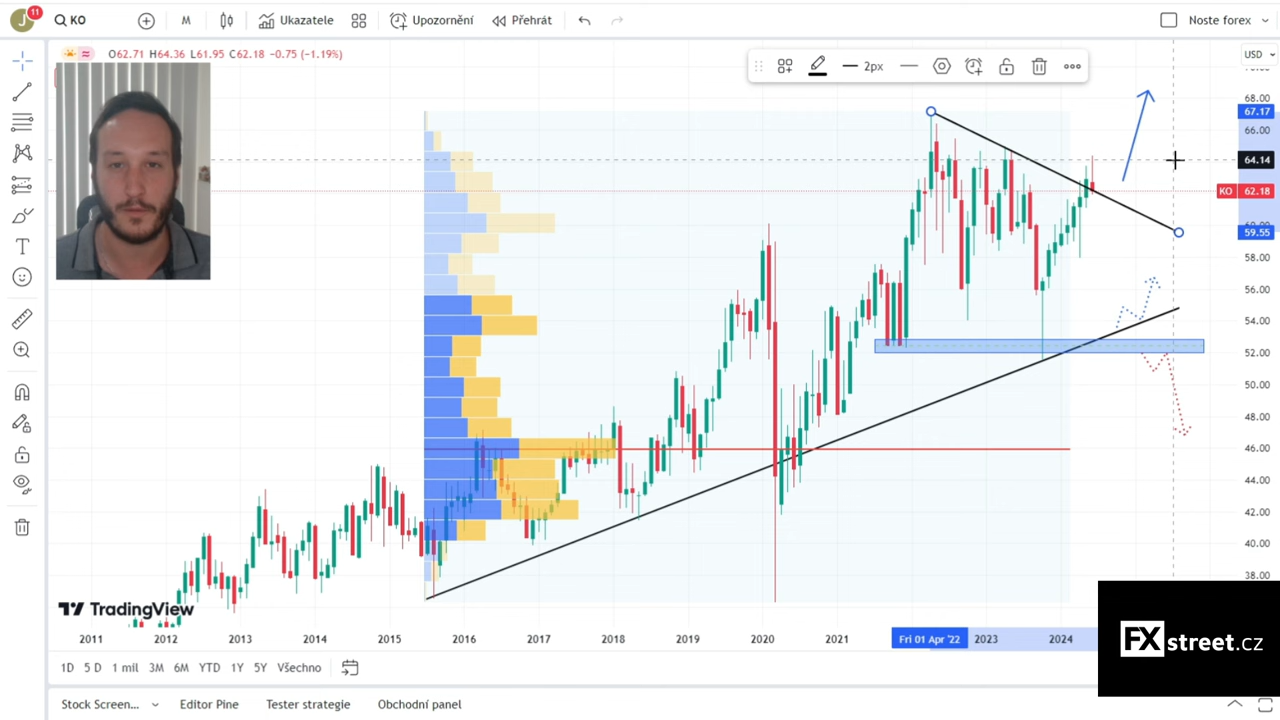 J 11 KO M Ukazatele Upozornění Přehrát Noste forex
O62.71 H64.36 L61.95 C62.18 -0.75 (-1.19%)
2px
USD
68.00
67.17
66.00
64.14
KO 62.18
59.55
58.00
56.00
54.00
52.00
50.00
48.00
46.00
44.00
42.00
40.00
38.00
TradingView
2011 2012 2013 2014 2015 2016 2017 2018 2019 2020 2021 Fri 01 Apr '22 2023 2024
FXstreet.cz
1D 5 D 1 mil 3M 6M YTD 1Y 5Y Všechno
Stock Screen... Editor Pine Tester strategie Obchodní panel